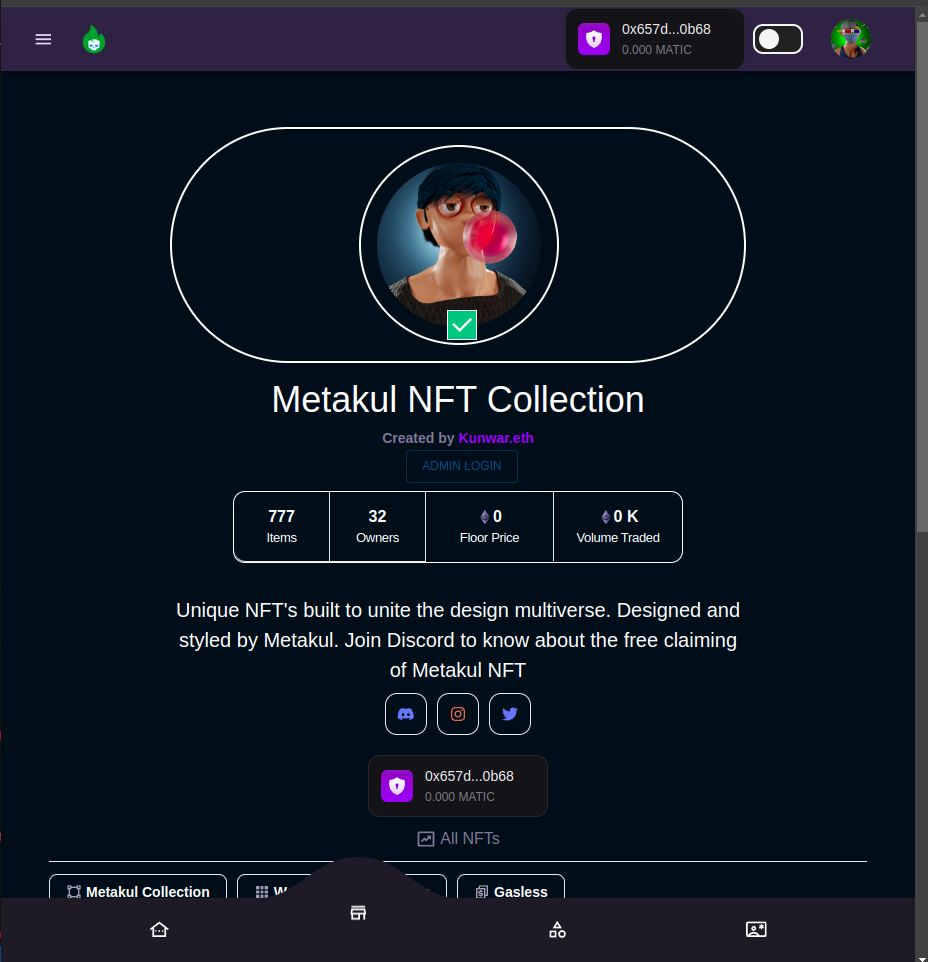 0x657d...0b68
0.000 MATIC
Metakul NFT Collection
Created by Kunwar.eth
ADMIN LOGIN
777
Items
32
Owners
0
Floor Price
0 K
Volume Traded
Unique NFT's built to unite the design multiverse. Designed and
styled by Metakul. Join Discord to know about the free claiming
of Metakul NFT
0x657d...0b68
0.000 MATIC
All NFTs
Metakul Collection
Gasless